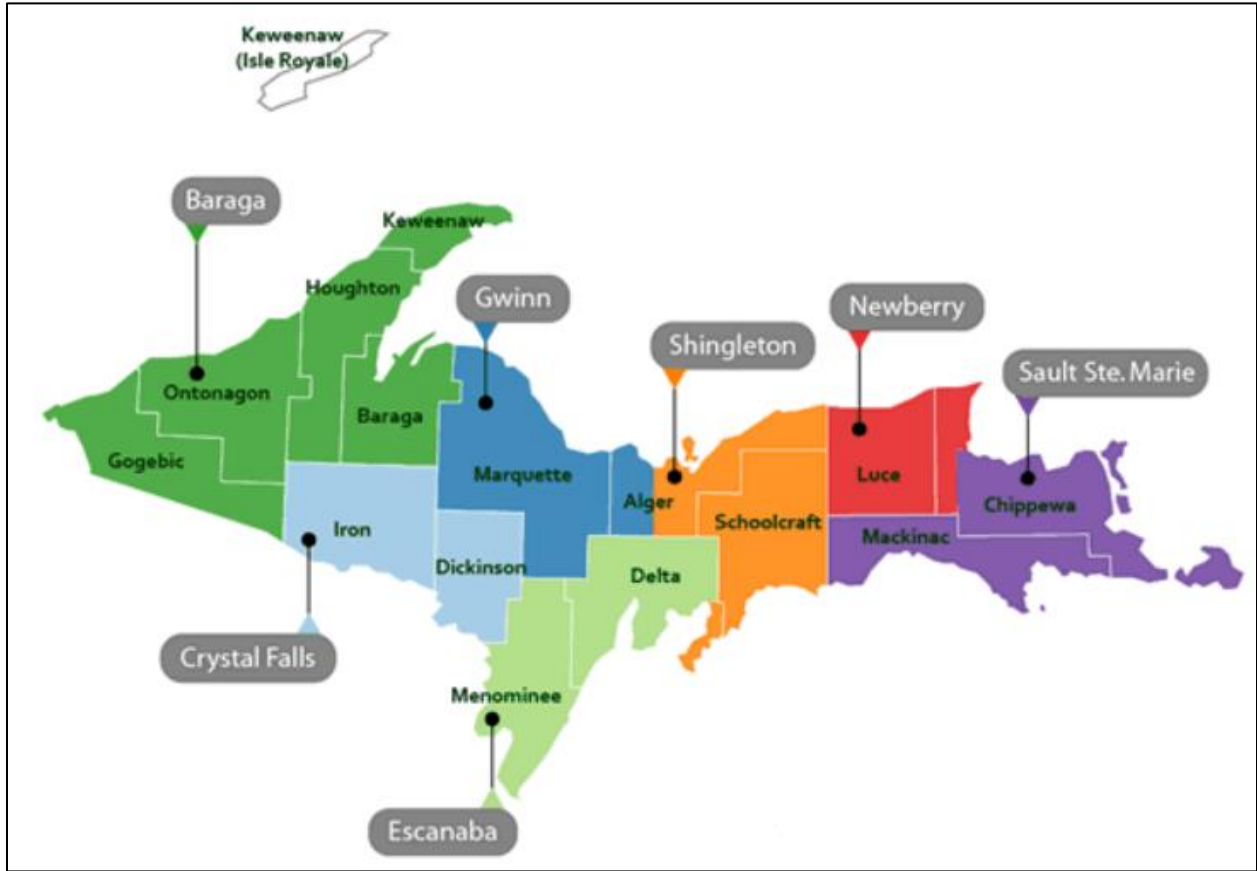 Keweenaw
(Isle Royale)
Baraga
Keweenaw
Houghton
Gwinn
Newberry
Shingleton
Sault Ste. Marie
Ontonagon
Baraga
Gogebic
Marquette
Alger
Luce
Chippewa
Schoolcraft
Iron
Mackinac
Dickinson
Delta
Crystal Falls
Menominee
Escanaba